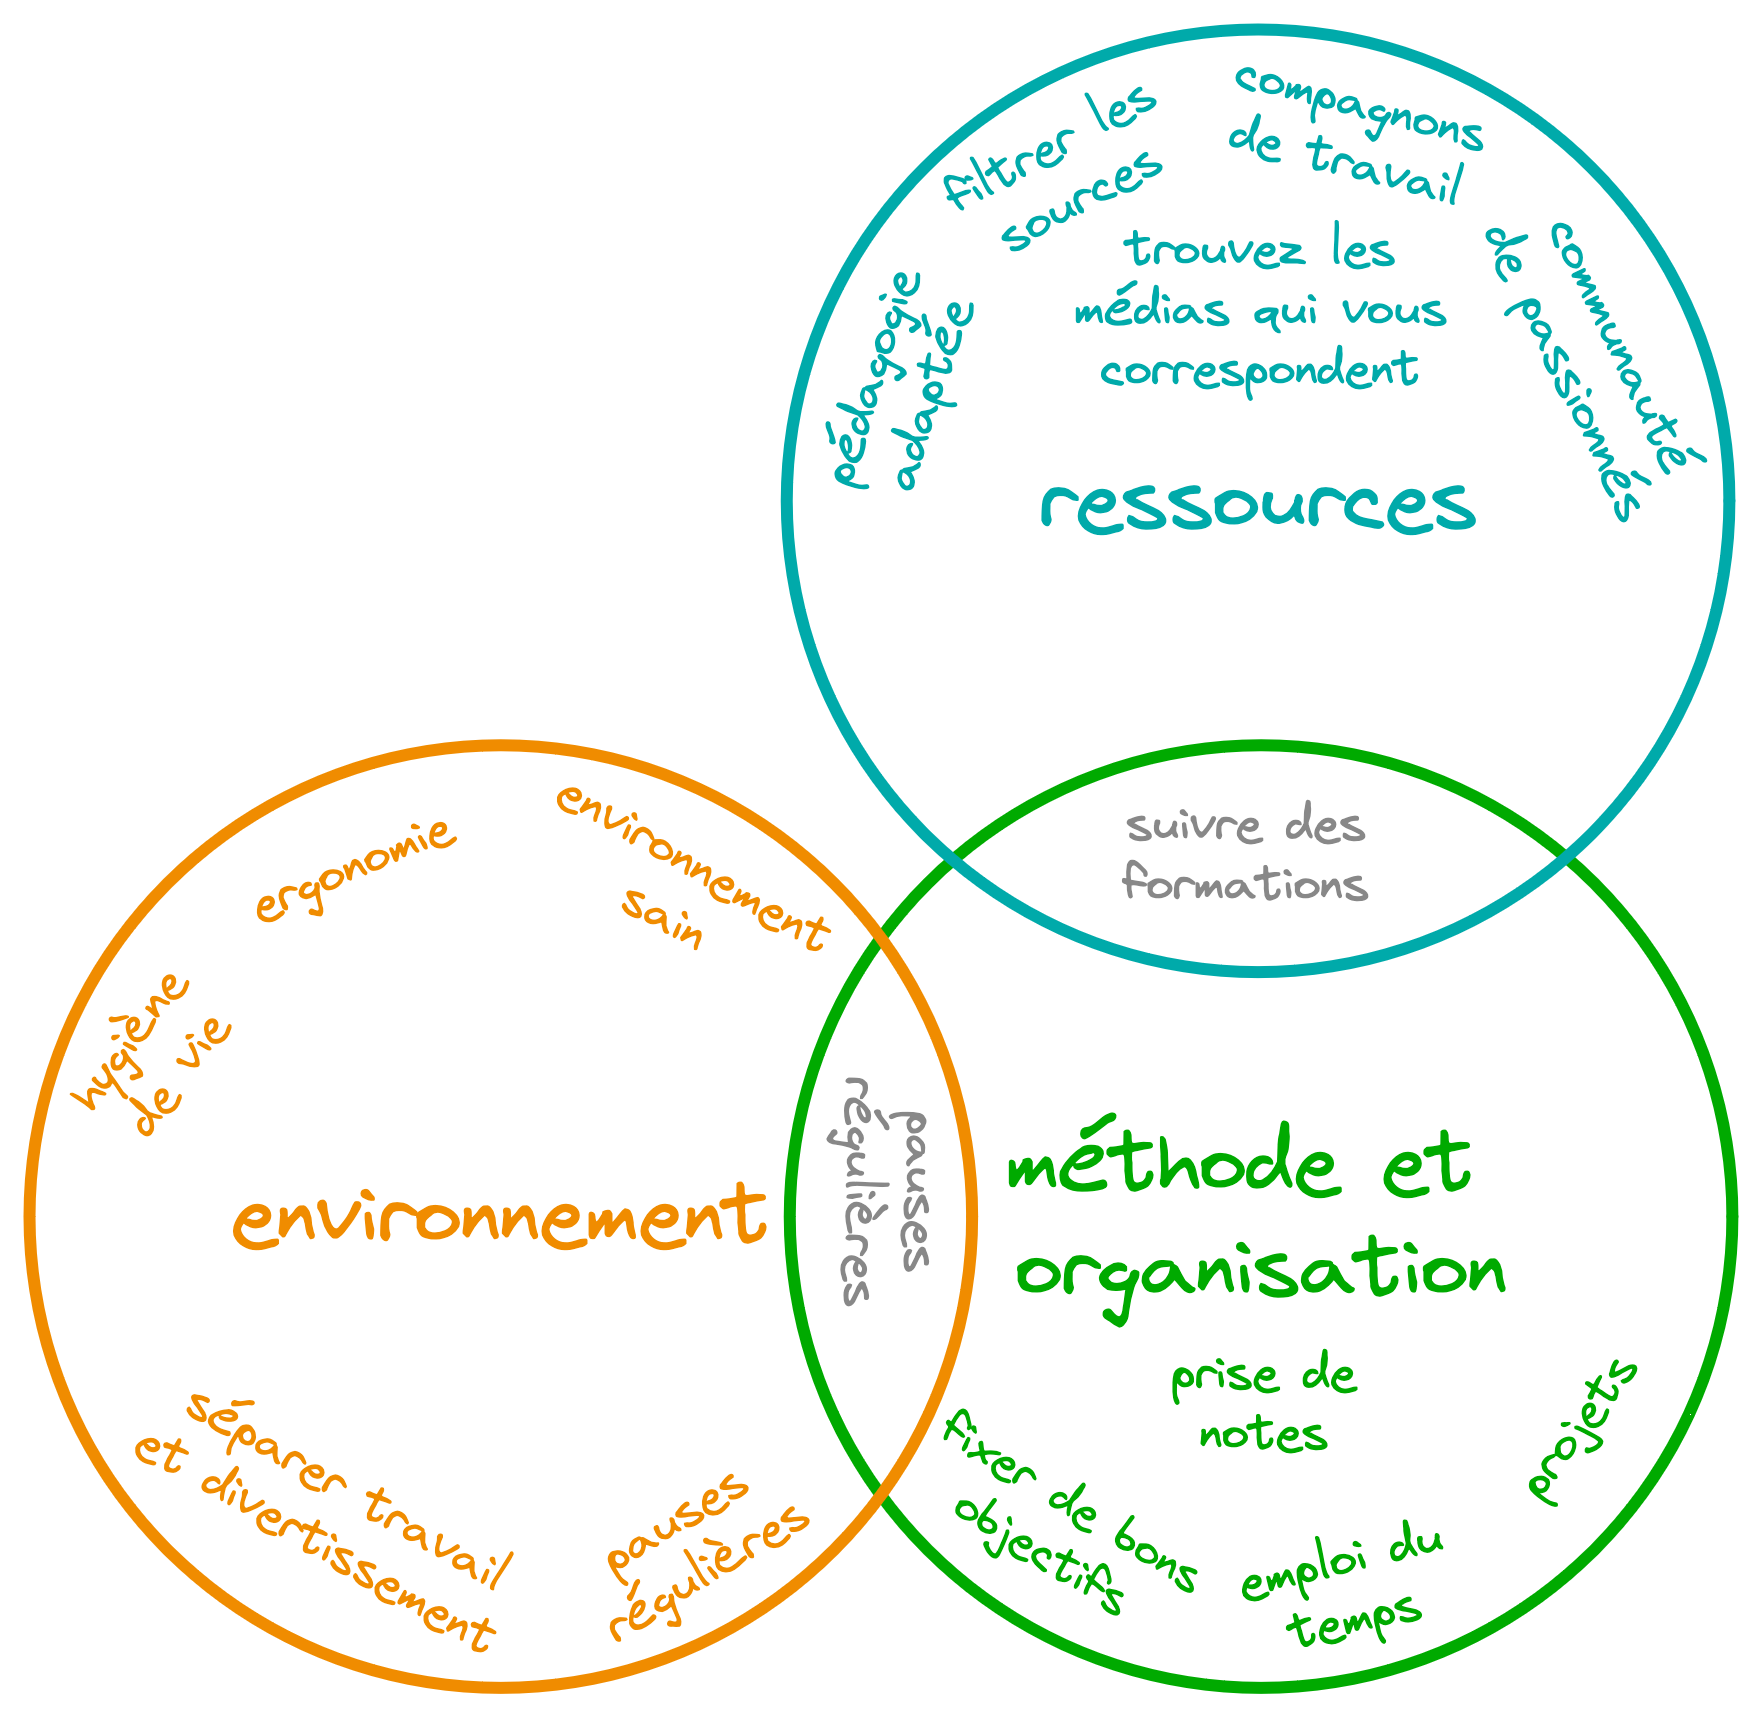 filtrer les
sources
compagnons
de travail
communauté
de passionnés
pédagogie
adaptée
trouvez les
médias qui vous
correspondent
ressources
suivre des
formations
ergonomie
environnement
sain
hygiène
de vie
environnement
séparer travail
et divertissement
pauses
régulières
pauses
régulières
méthode et
organisation
prise de
notes
fixer de bons
objectifs
emploi du
temps
projets